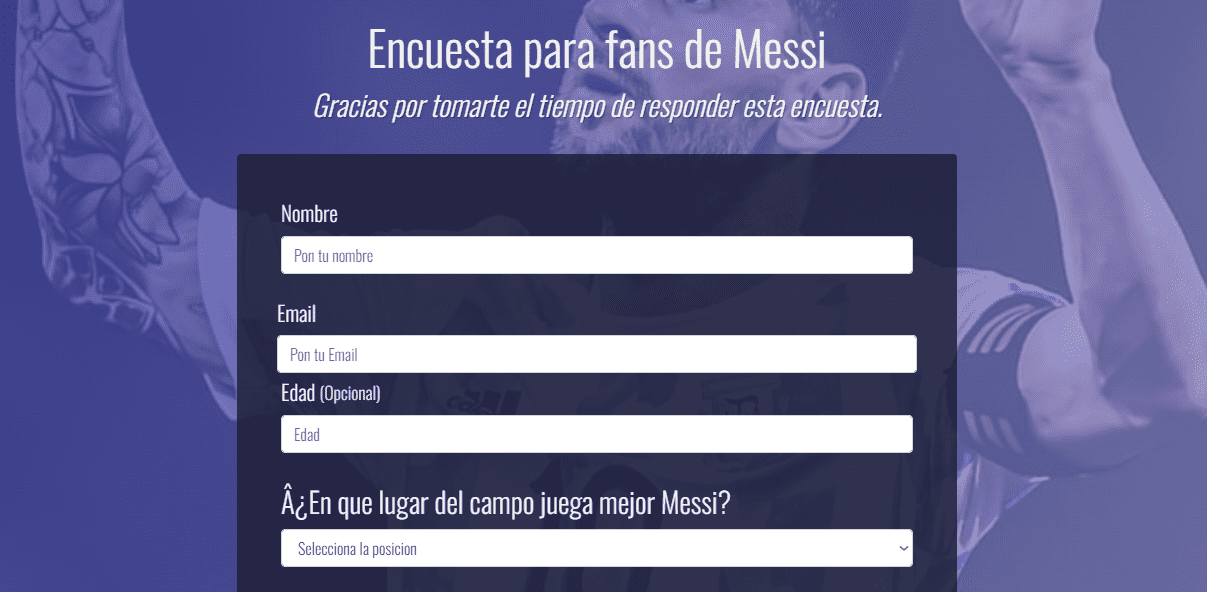 Encuesta para fans de Messi
Gracias por tomarte el tiempo de responder esta encuesta.
Nombre
Pon tu nombre
Email
Pon tu Email
Edad (Opcional)
Edad
Â¿En que lugar del campo juega mejor Messi?
Selecciona la posicion